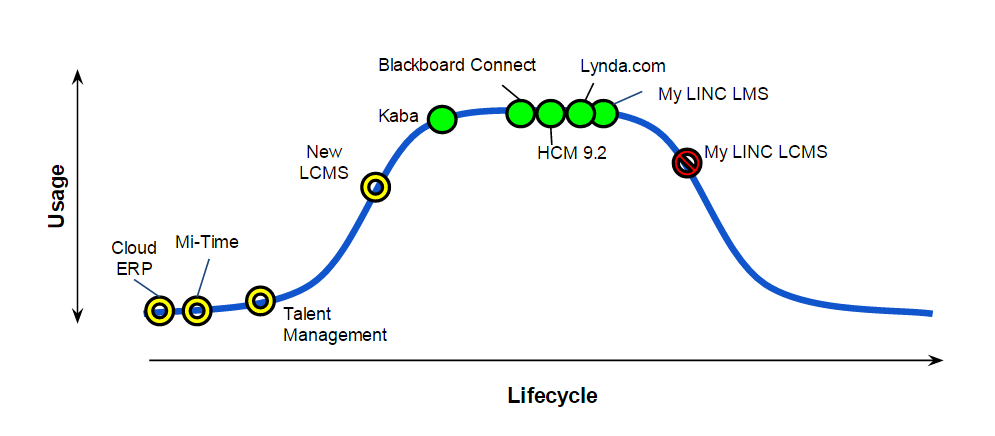 Blackboard Connect
Lynda.com
My LINC LMS
Kaba
HCM 9.2
New
LCMS
My LINC LCMS
Usage
Cloud
ERP
Mi-Time
Talent
Management
Lifecycle